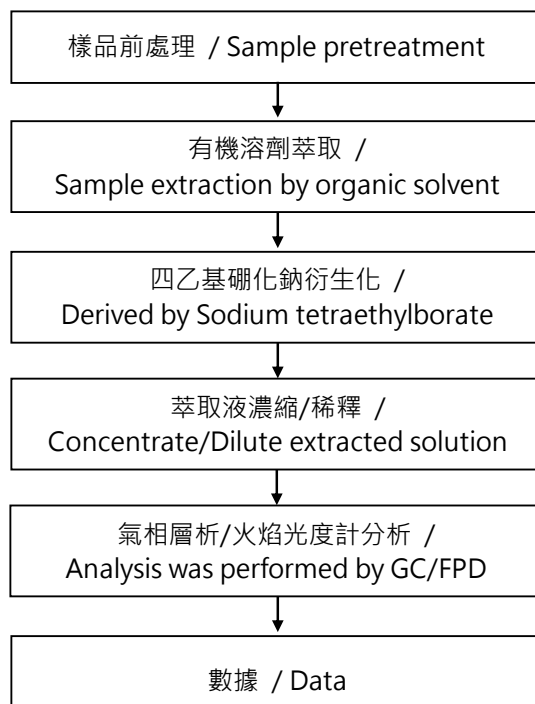 樣品前處理 / Sample pretreatment
有機溶劑萃取 /
Sample extraction by organic solvent
四乙基硼化鈉衍生化 /
Derived by Sodium tetraethylborate
萃取液濃縮/稀釋 /
Concentrate/Dilute extracted solution
氣相層析/火焰光度計分析 /
Analysis was performed by GC/FPD
數據 / Data